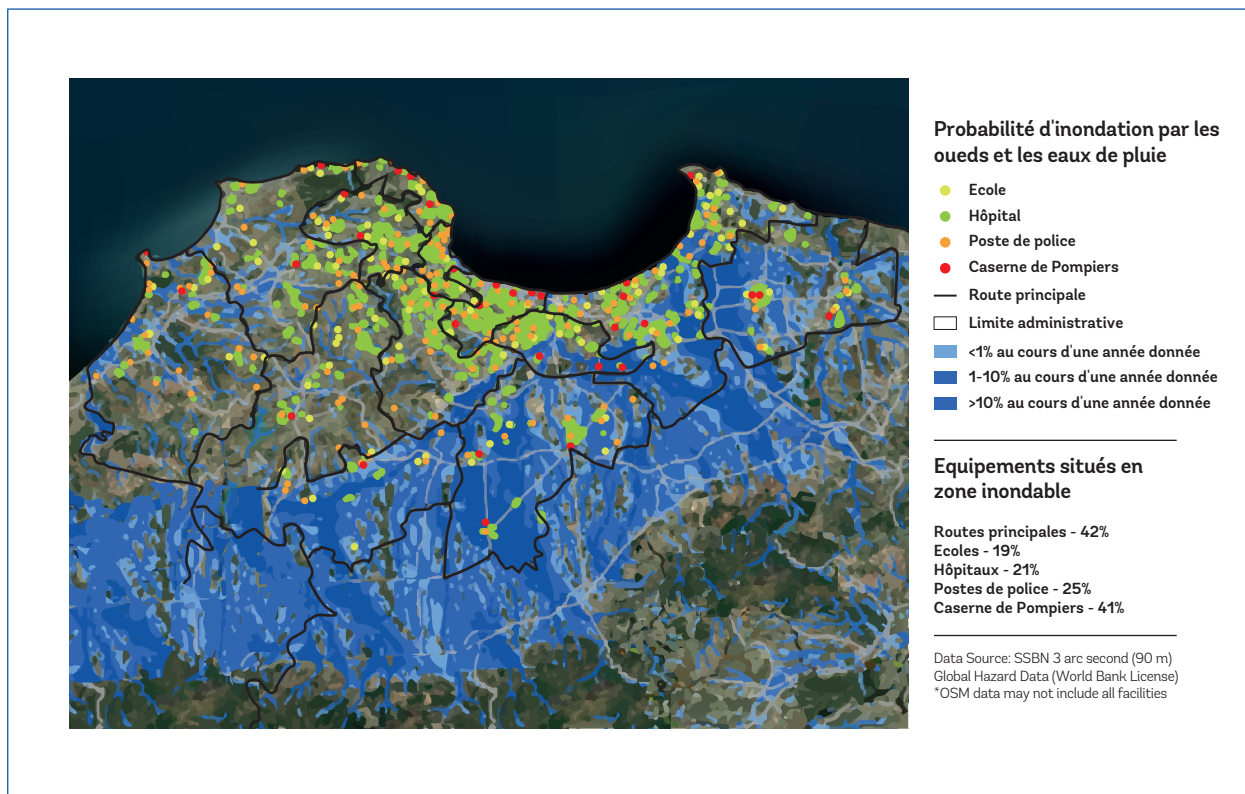 Probabilité d'inondation par les
oueds et les eaux de pluie
Ecole
Hôpital
Poste de police
Caserne de Pompiers
Route principale
Limite administrative
<1% au cours d'une année donnée
1-10% au cours d'une année donnée
>10% au cours d'une année donnée
Equipements situés en
zone inondable
Routes principales - 42%
Ecoles - 19%
Hôpitaux - 21%
Postes de police - 25%
Caserne de Pompiers - 41%
Data Source: SSBN 3 arc second (90 m)
Global Hazard Data (World Bank License)
*OSM data may not include all facilities